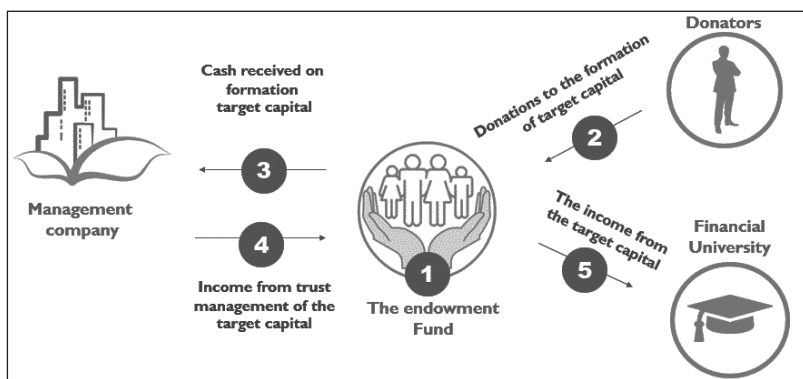 Donators
Cash received on
formation
target capital
Donations to the formation
of target capital
2
3
Management
company
4
The income from
the target capital
Financial
University
5
1
Income from trust
management of the
target capital
The endowment
Fund